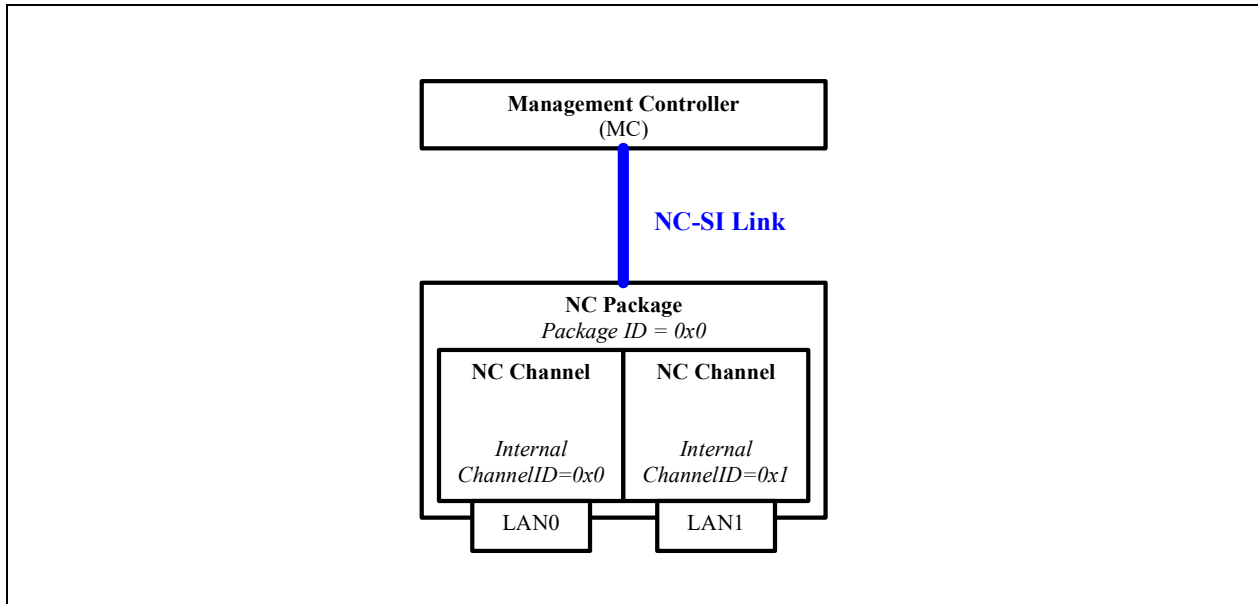 Management Controller
(MC)
NC-SI Link
NC Package
Package ID = 0x0
NC Channel
NC Channel
Internal
ChannelID=0x0
Internal
ChannelID=0x1
LAN0
LAN1